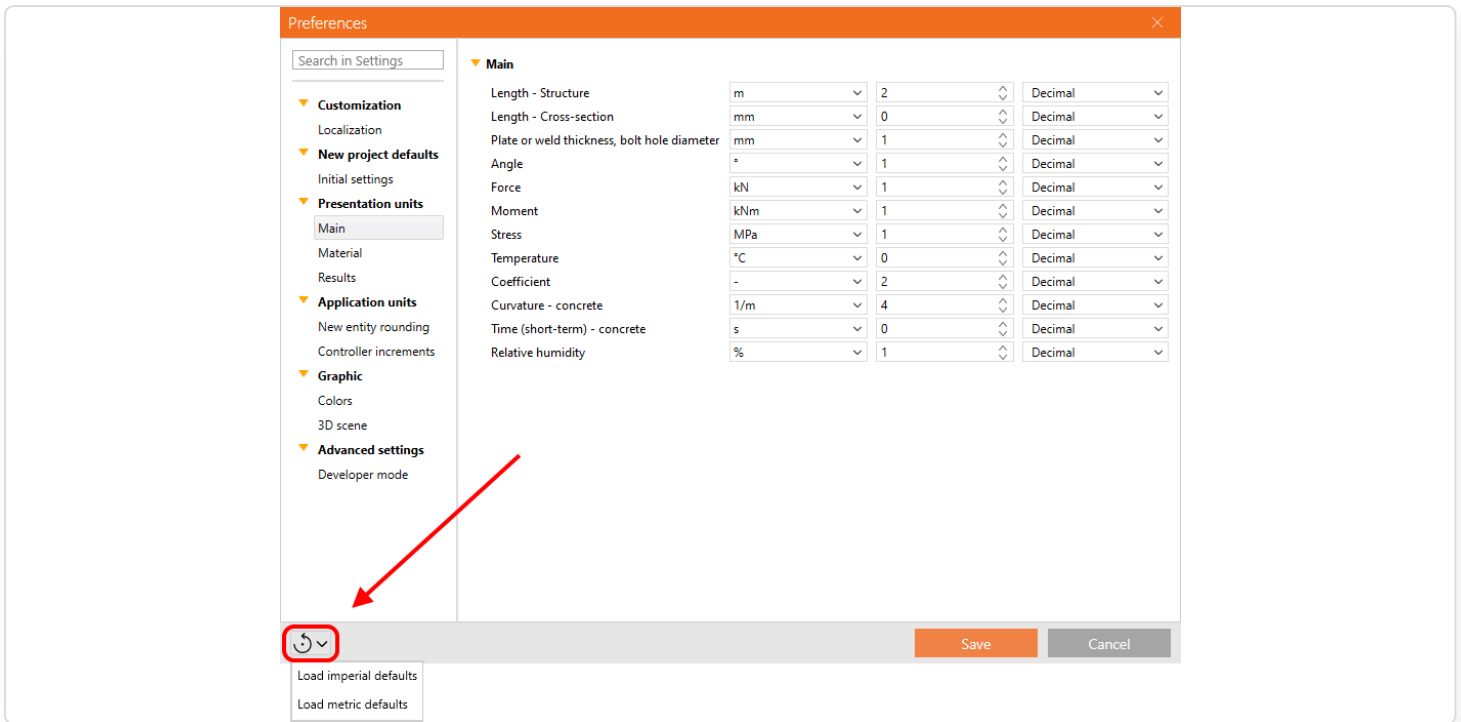 Preferences
Search in Settings
Customization
Localization
New project defaults
Initial settings
Presentation units
Main
Material
Results
Application units
New entity rounding
Controller increments
Graphic
Colors
3D scene
Advanced settings
Developer mode
Main
Length - Structure m 2 Decimal
Length - Cross-section mm 0 Decimal
Plate or weld thickness, bolt hole diameter mm 1 Decimal
Angle ° 1 Decimal
Force kN 1 Decimal
Moment kNm 1 Decimal
Stress MPa 1 Decimal
Temperature °C 0 Decimal
Coefficient - 2 Decimal
Curvature - concrete 1/m 4 Decimal
Time (short-term) - concrete s 0 Decimal
Relative humidity % 1 Decimal
Save Cancel
Load imperial defaults
Load metric defaults